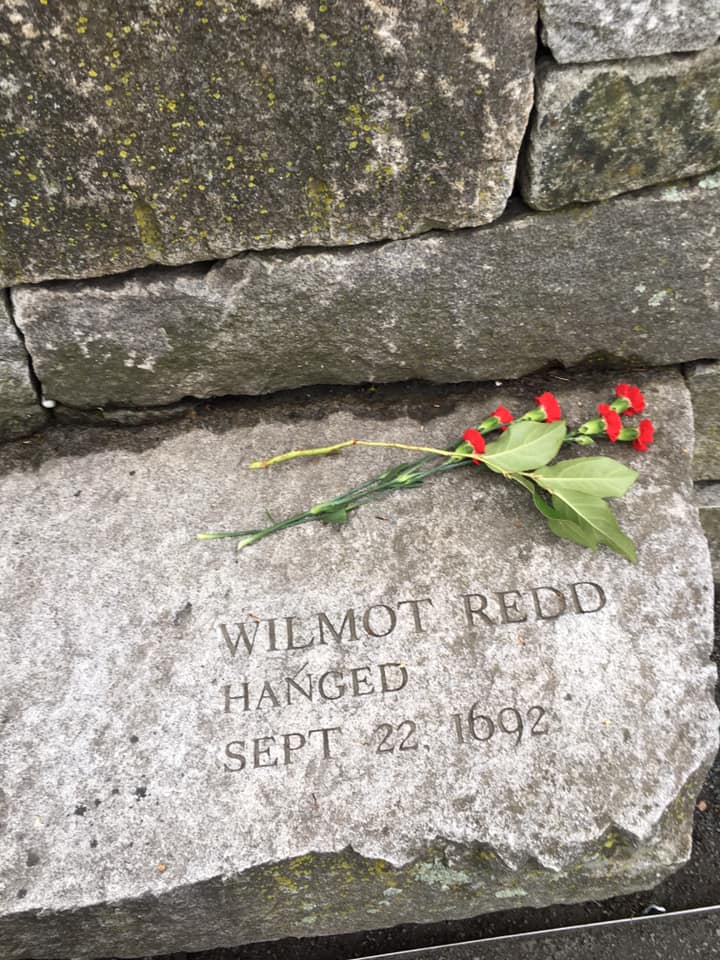 WILMOT REDD
HANGED
SEPT 22, 1692